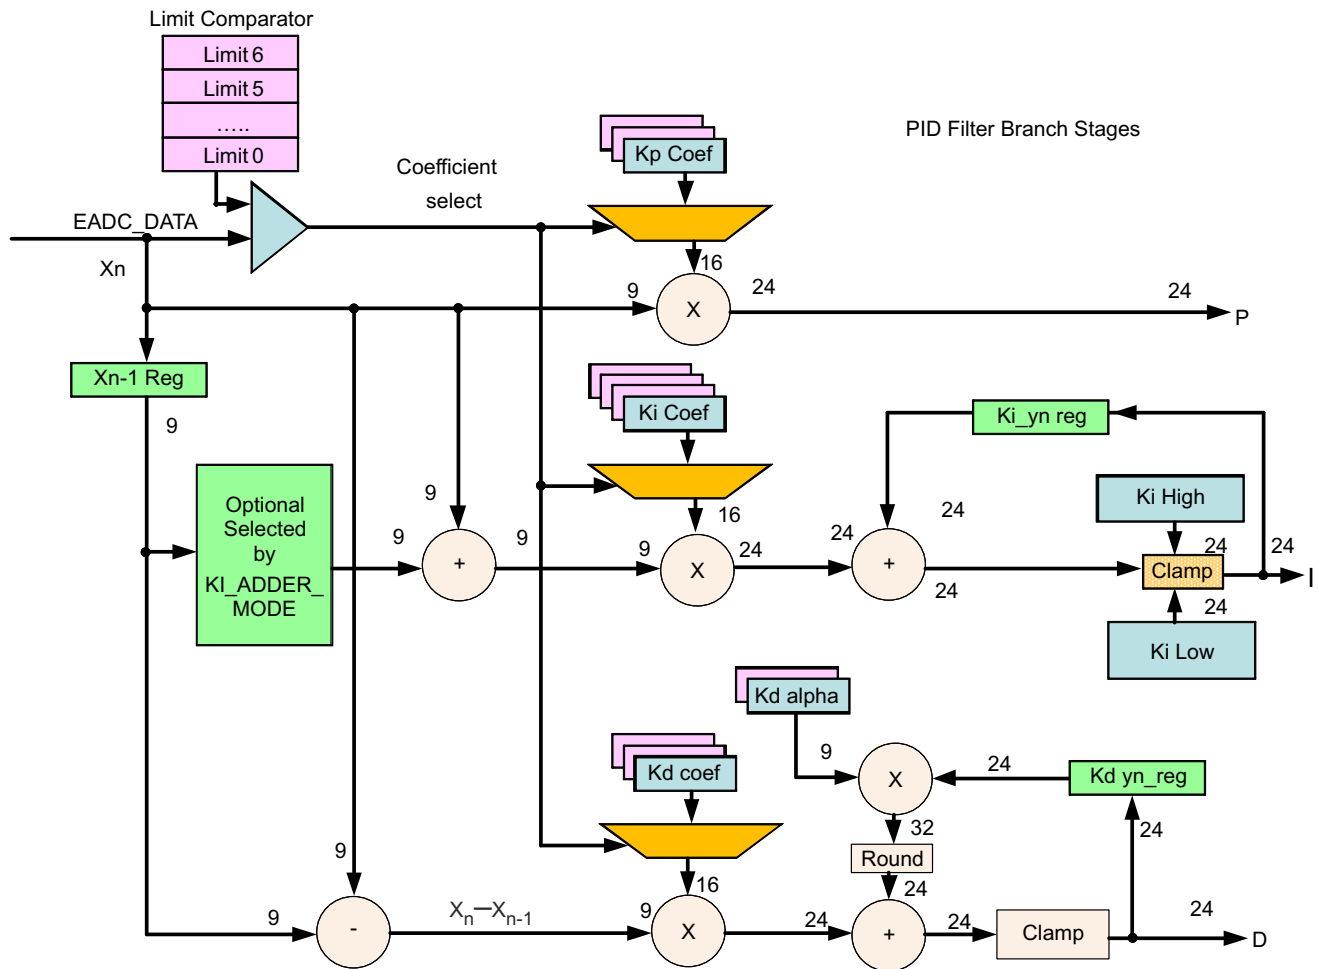 Limit Comparator
Limit 6
Limit 5
.....
Limit 0
PID Filter Branch Stages
Kp Coef
Coefficient
select
EADC_DATA
Xn
16
9
24
24
X
P
Xn-1 Reg
9
Ki Coef
Ki_yn reg
Optional
Selected
by
KI_ADDER_
MODE
9
9
+
9
16
9
X
24
24
24
+
24
Ki High
24
24
Clamp
I
24
Ki Low
Kd alpha
9
X
24
Kd yn_reg
24
32
Round
24
Kd coef
9
9
-
Xn—Xn-1
16
9
X
24
+
24
Clamp
24
D